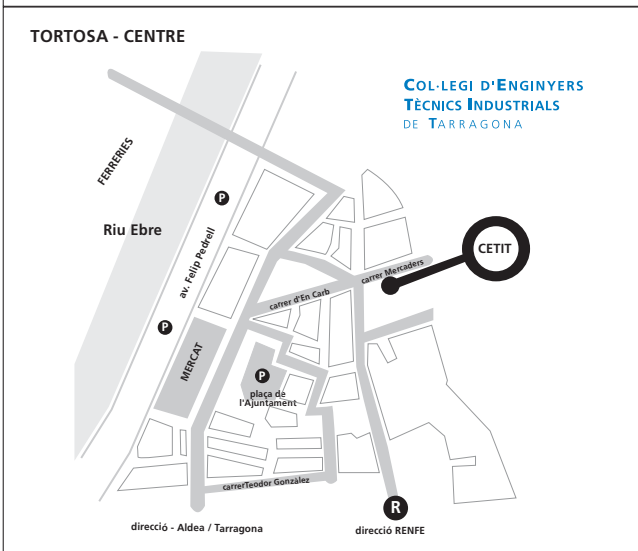 TORTOSA - CENTRE
COL·LEGI D'ENGINYERS
TÈCNICS INDUSTRIALS
DE TARRAGONA
FERRERIES
P
Riu Ebre
av. Felip Pedrell
CETIT
carrer Mercaders
carrer d'En Carb
P
MERCAT
P
plaça de
l'Ajuntament
carrerTeodor Gonzàlez
R
direcció - Aldea / Tarragona
direcció RENFE